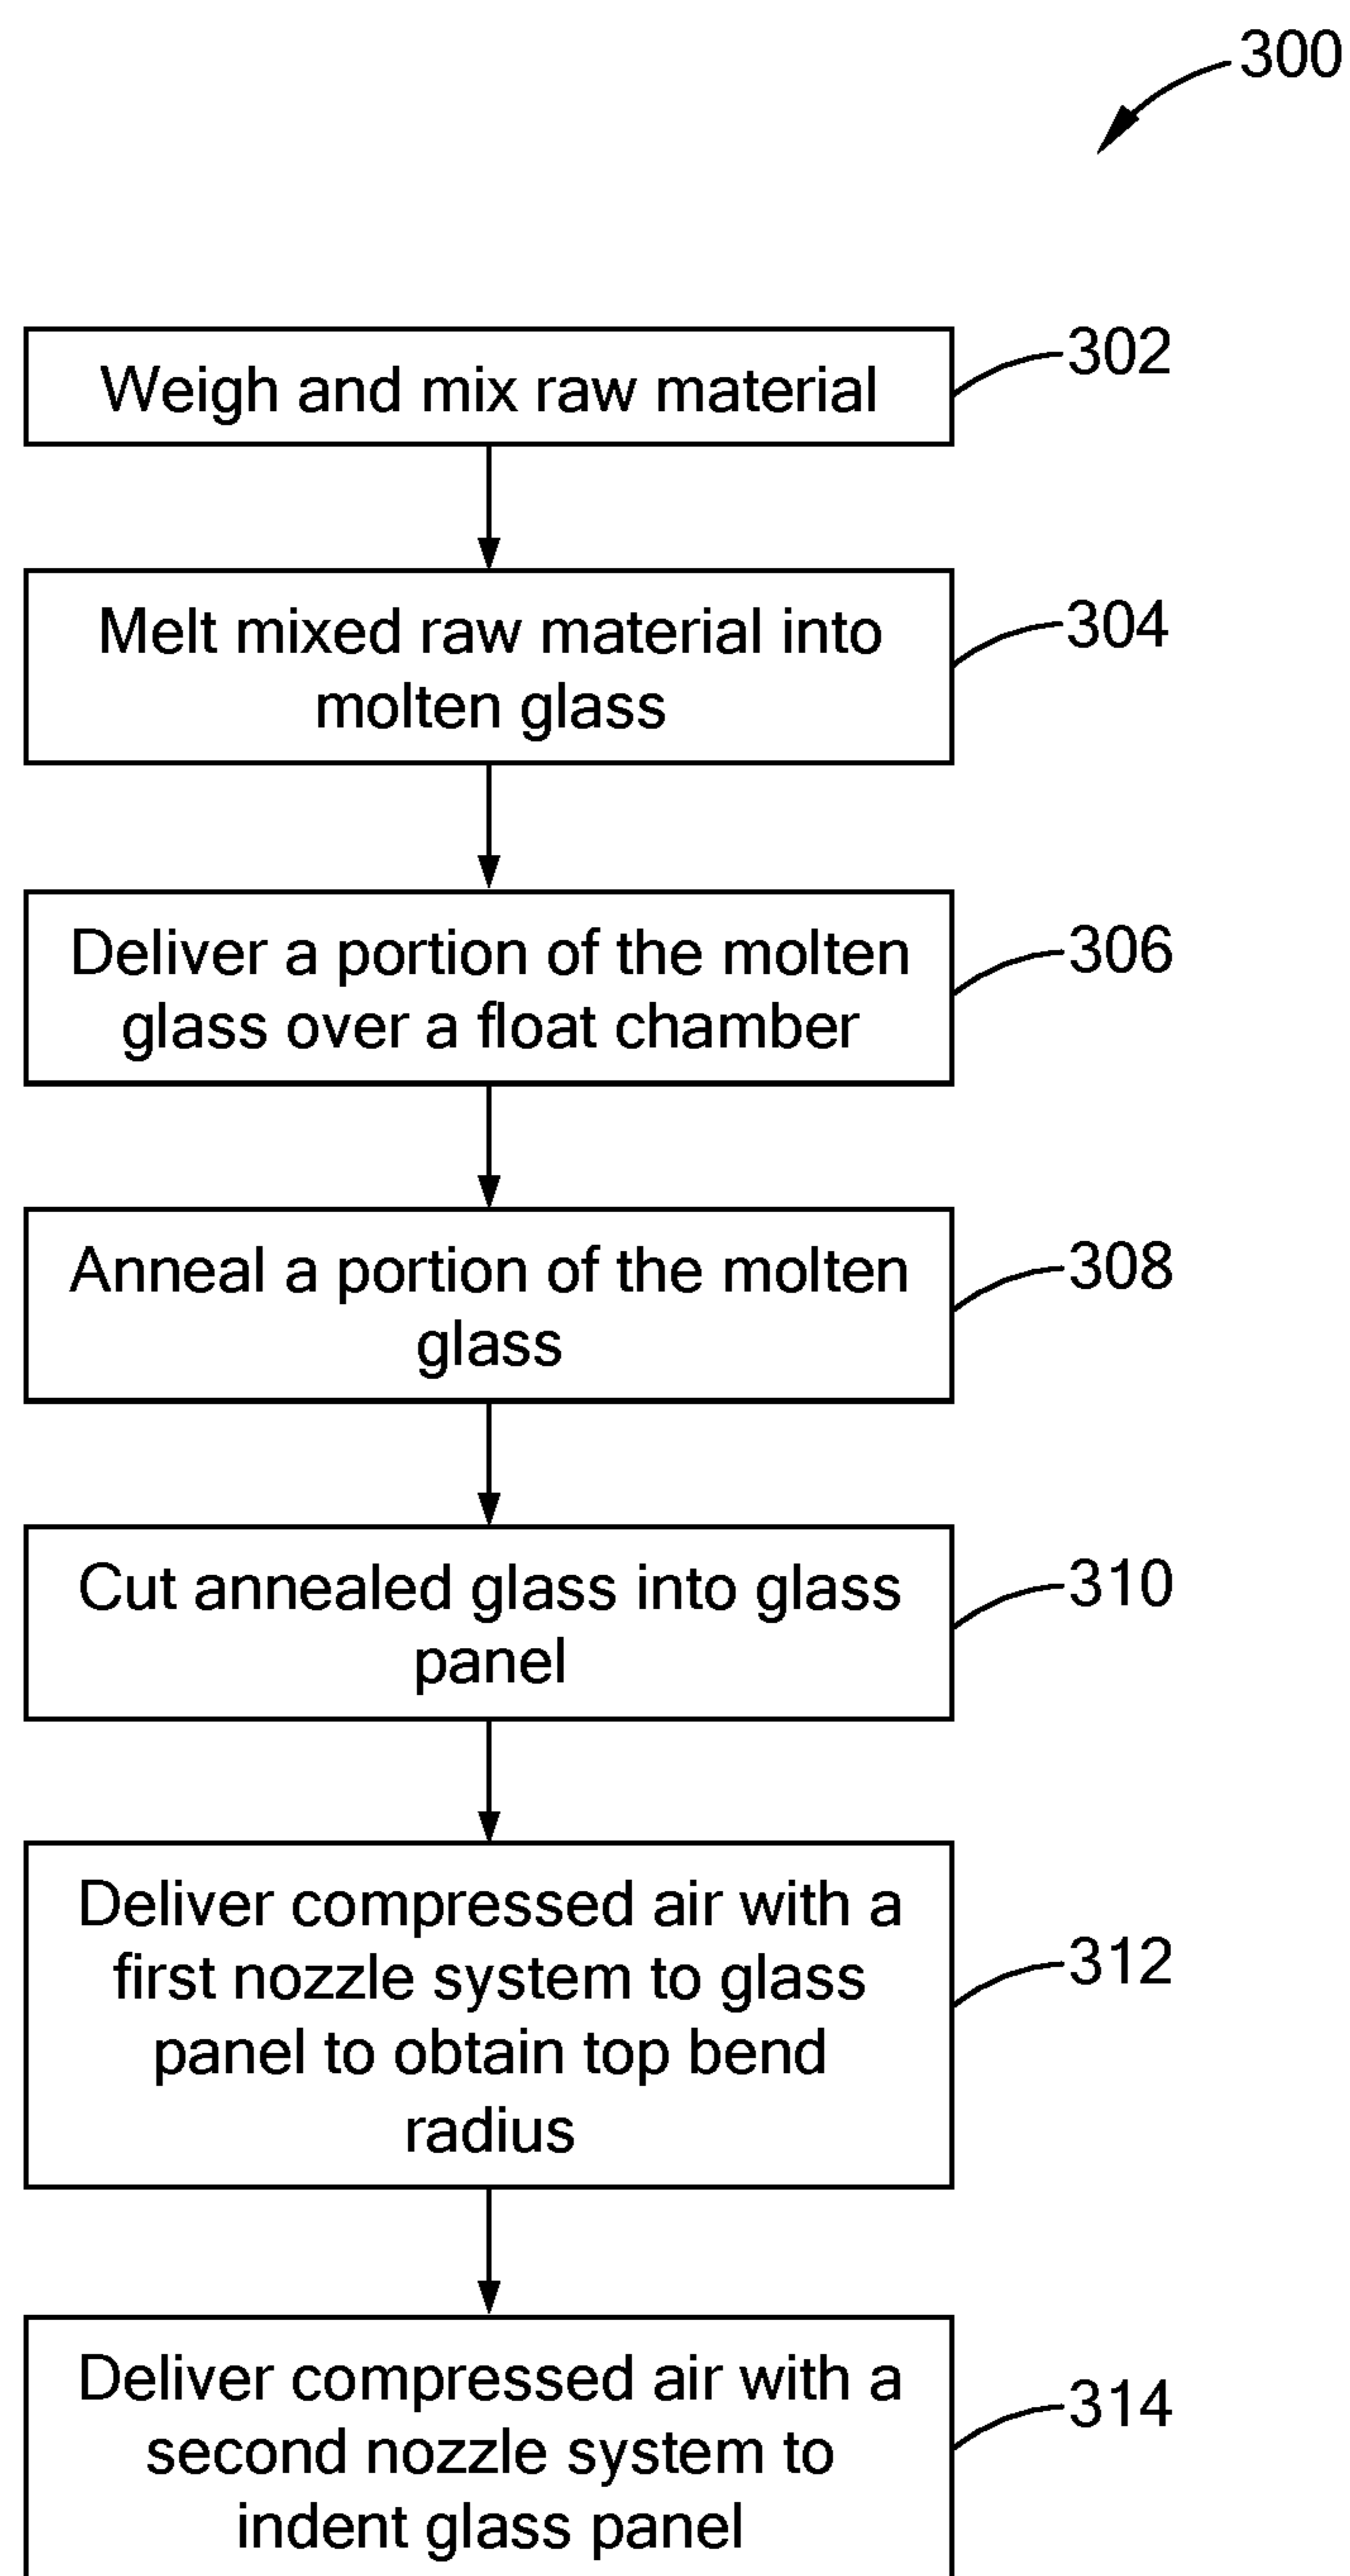 300
Weigh and mix raw material
302
Melt mixed raw material into
molten glass
304
Deliver a portion of the molten
glass over a float chamber
306
Anneal a portion of the molten
glass
308
Cut annealed glass into glass
panel
310
Deliver compressed air with a
first nozzle system to glass
panel to obtain top bend
radius
312
Deliver compressed air with a
second nozzle system to
indent glass panel
314